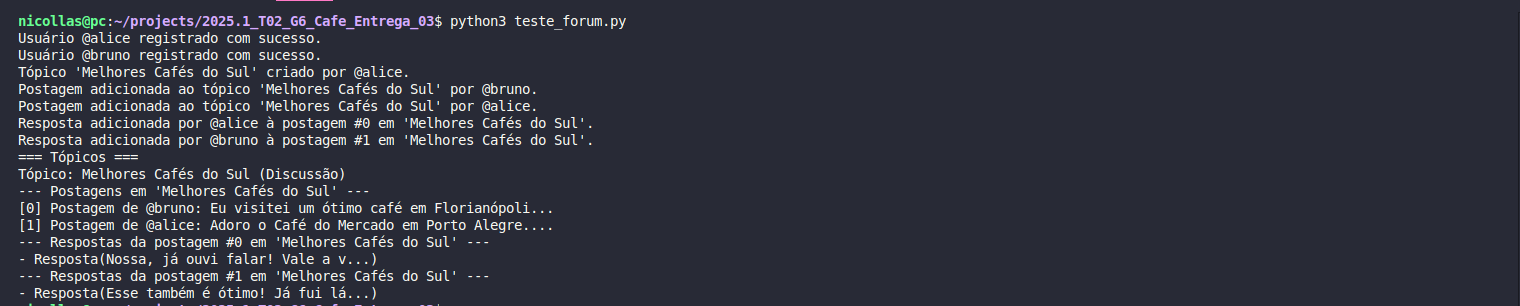 nicollas@pc:~/projects/2025.1_T02_G6_Cafe_Entrega_03$ python3 teste_forum.py
Usuário @alice registrado com sucesso.
Usuário @bruno registrado com sucesso.
Tópico 'Melhores Cafés do Sul' criado por @alice.
Postagem adicionada ao tópico 'Melhores Cafés do Sul' por @bruno.
Postagem adicionada ao tópico 'Melhores Cafés do Sul' por @alice.
Resposta adicionada por @alice à postagem #0 em 'Melhores Cafés do Sul'.
Resposta adicionada por @bruno à postagem #1 em 'Melhores Cafés do Sul'.
=== Tópicos ===
Tópico: Melhores Cafés do Sul (Discussão)
--- Postagens em 'Melhores Cafés do Sul' ---
[0] Postagem de @bruno: Eu visitei um ótimo café em Florianópoli...
[1] Postagem de @alice: Adoro o Café do Mercado em Porto Alegre....
--- Respostas da postagem #0 em 'Melhores Cafés do Sul' ---
- Resposta(Nossa, já ouvi falar! Vale a v...)
--- Respostas da postagem #1 em 'Melhores Cafés do Sul' ---
- Resposta(Esse também é ótimo! Já fui lá...)